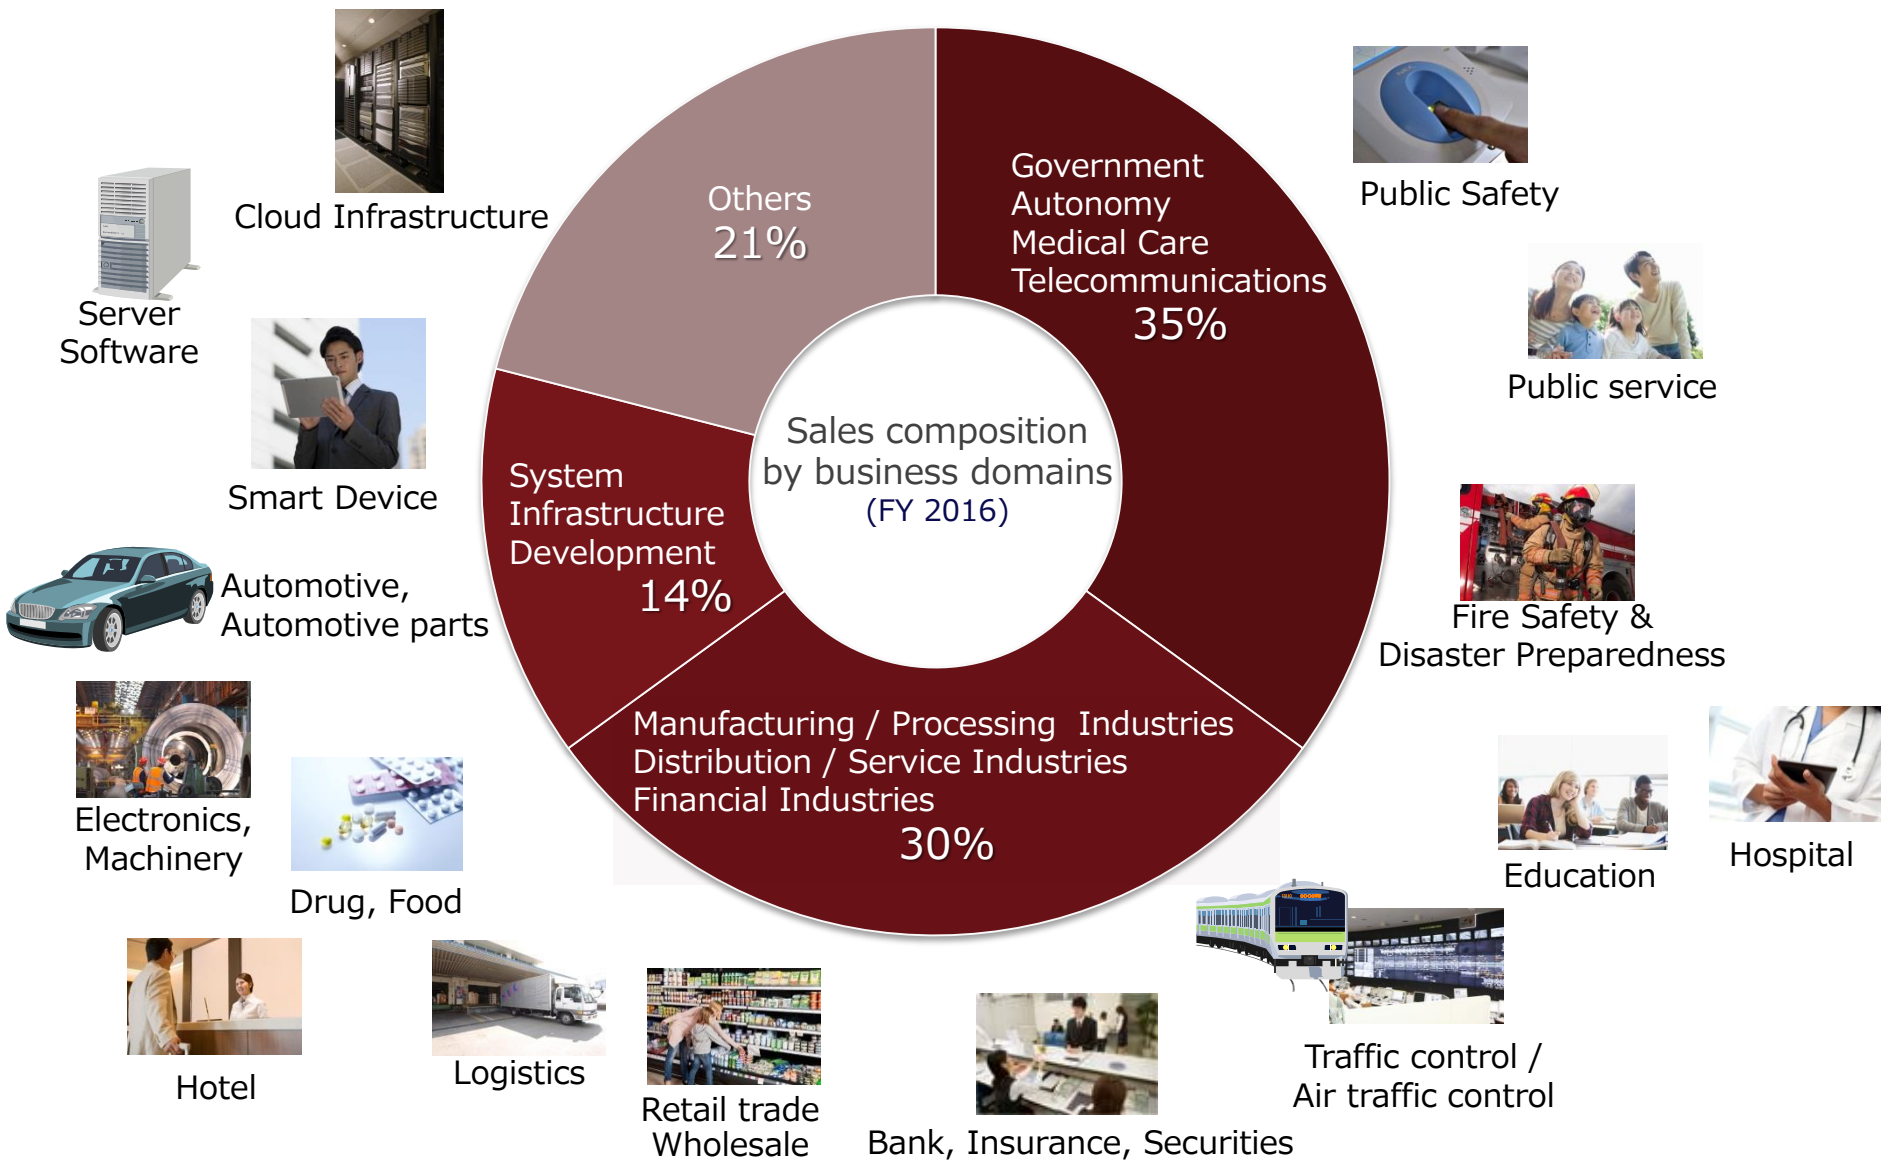 Cloud Infrastructure
Server
Software
Smart Device
Automotive,
Automotive parts
Electronics,
Machinery
Drug, Food
Hotel
Logistics
Retail trade
Wholesale
Bank, Insurance, Securities
Others
21%
Government
Autonomy
Medical Care
Telecommunications
35%
Sales composition
by business domains
(FY 2016)
System
Infrastructure
Development
14%
Manufacturing / Processing Industries
Distribution / Service Industries
Financial Industries
30%
Public Safety
Public service
Fire Safety &
Disaster Preparedness
Education
Hospital
Traffic control /
Air traffic control